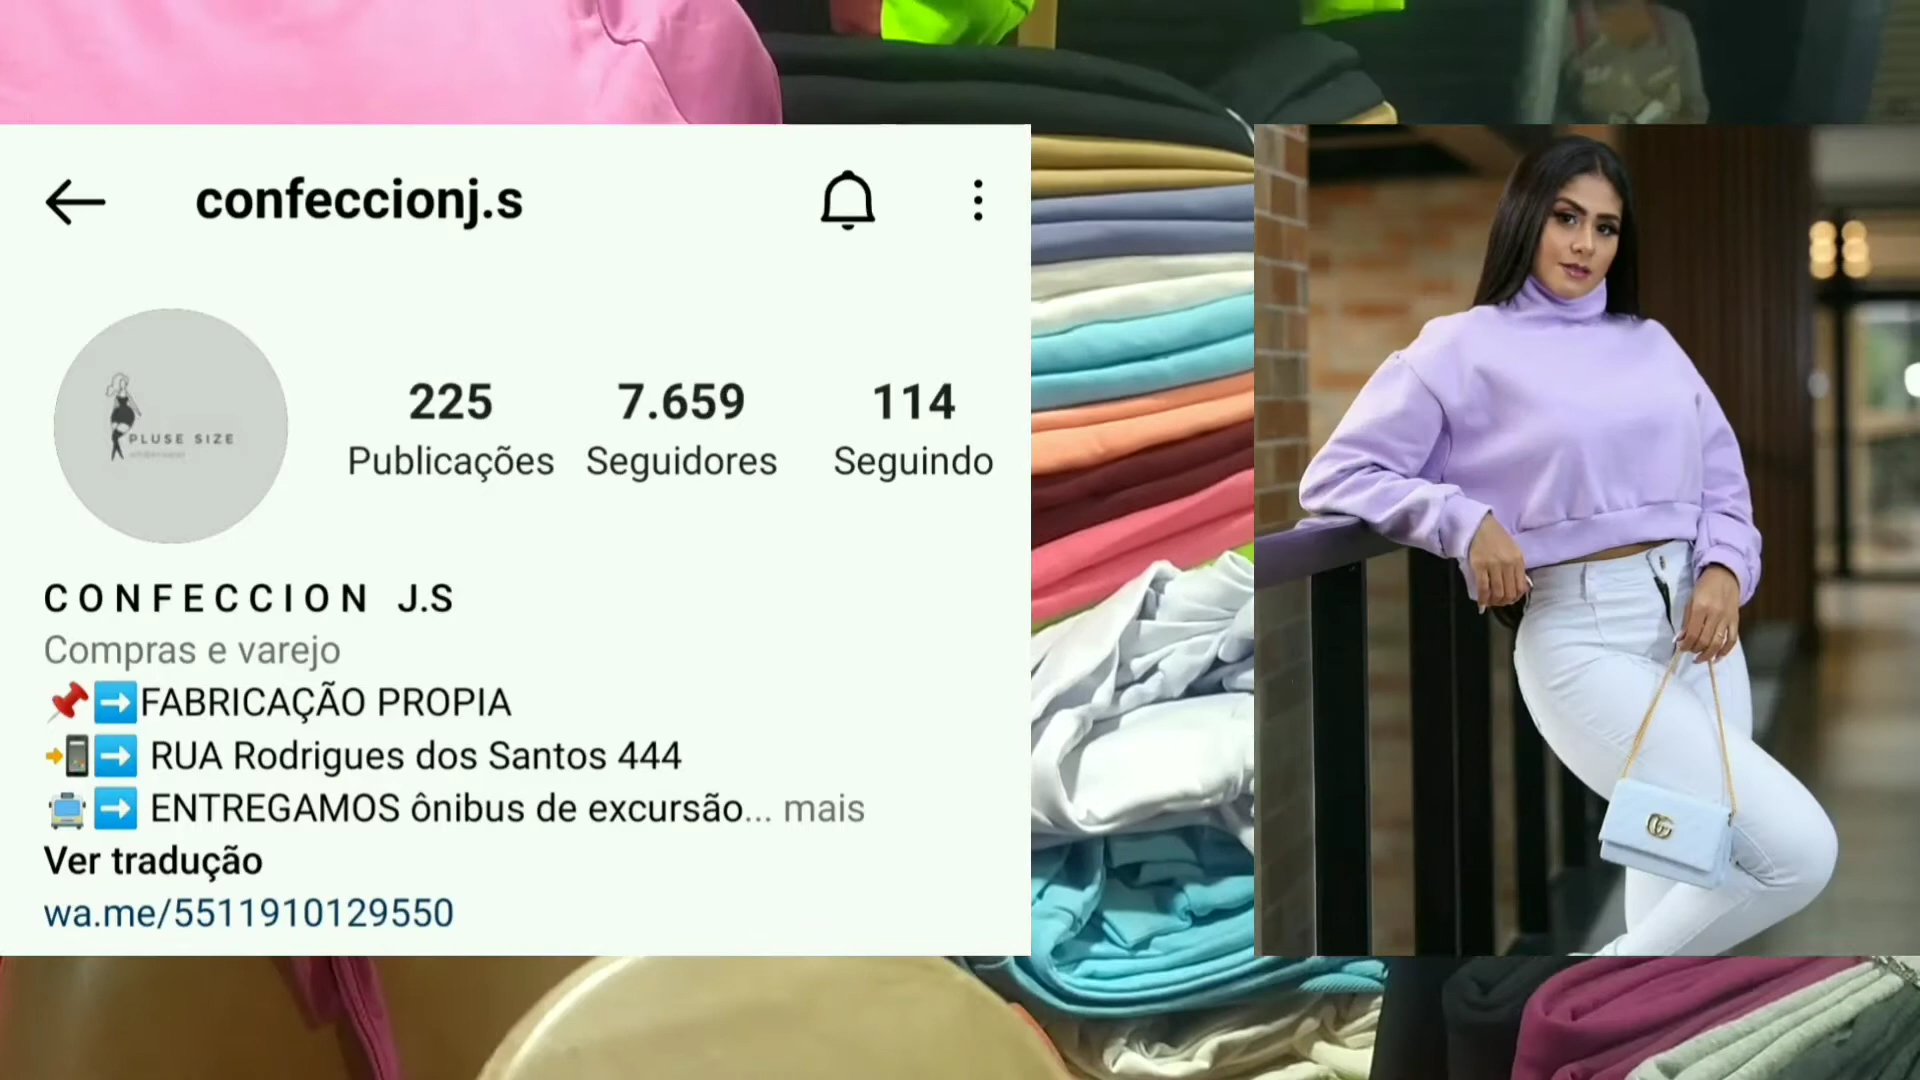 confeccionj.s
225
7.659
114
Publicações
Seguidores
Seguindo
PLUSE SIZE
CONFECCION J.S
Compras e varejo
📌➡️FABRICAÇÃO PROPIA
📲➡️ RUA Rodrigues dos Santos 444
🚍➡️ ENTREGAMOS ônibus de excursão... mais
Ver tradução
wa.me/5511910129550